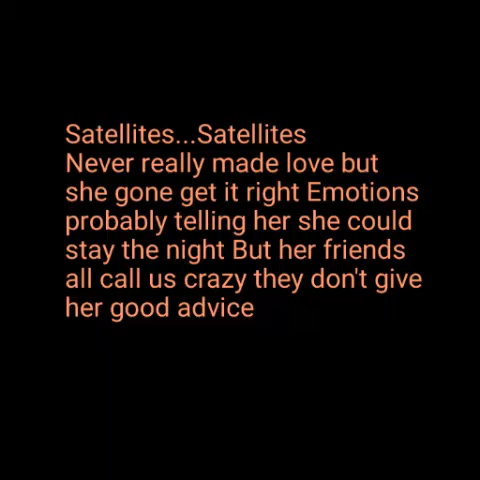 Satellites...Satellites
Never really made love but
she gone get it right Emotions
probably telling her she could
stay the night But her friends
all call us crazy they don't give
her good advice